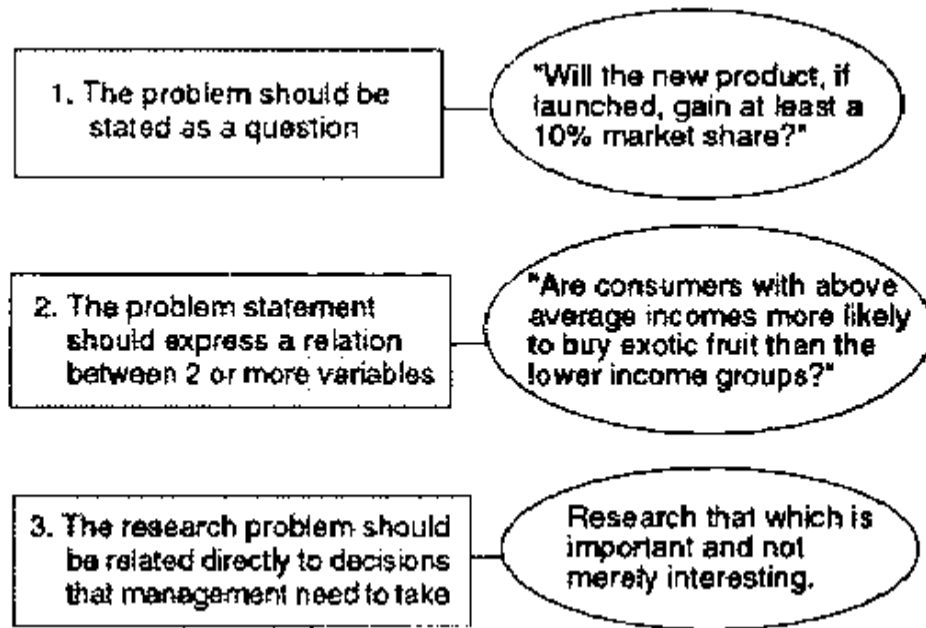 1. The problem should be
stated as a question
"Will the new product, if
launched, gain at least a
10% market share?"
2. The problem statement
should express a relation
between 2 or more variables
"Are consumers with above
average incomes more likely
to buy exotic fruit than the
lower income groups?"
3. The research problem should
be related directly to decisions
that management need to take
Research that which is
important and not
merely interesting.